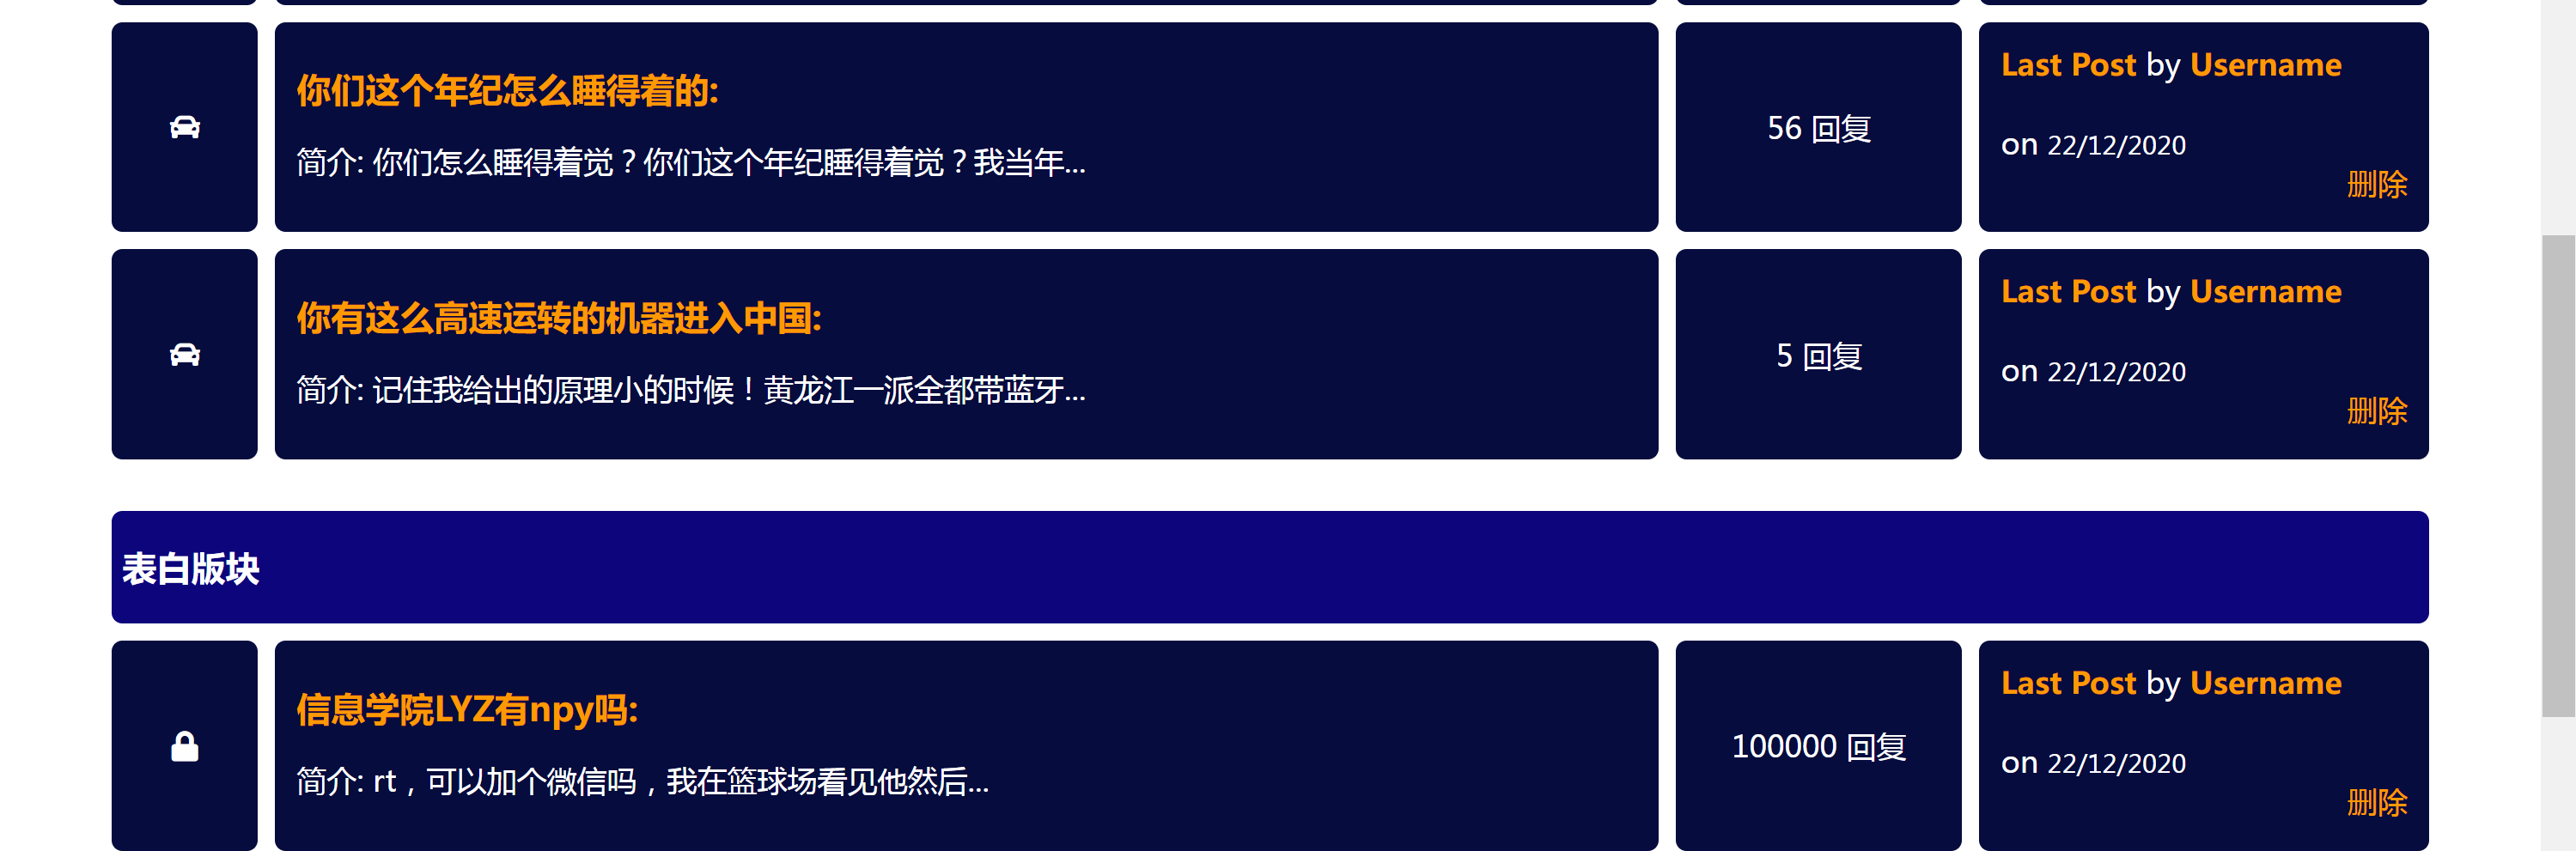 你们这个年纪怎么睡得着的:
简介: 你们怎么睡得着觉？你们这个年纪睡得着觉？我当年...
56 回复
Last Post by Username
on 22/12/2020
删除
你有这么高速运转的机器进入中国:
简介: 记住我给出的原理小的时候！黄龙江一派全都带蓝牙...
5 回复
Last Post by Username
on 22/12/2020
删除
表白版块
信息学院LYZ有npy吗:
简介: rt，可以加个微信吗，我在篮球场看见他然后...
100000 回复
Last Post by Username
on 22/12/2020
删除